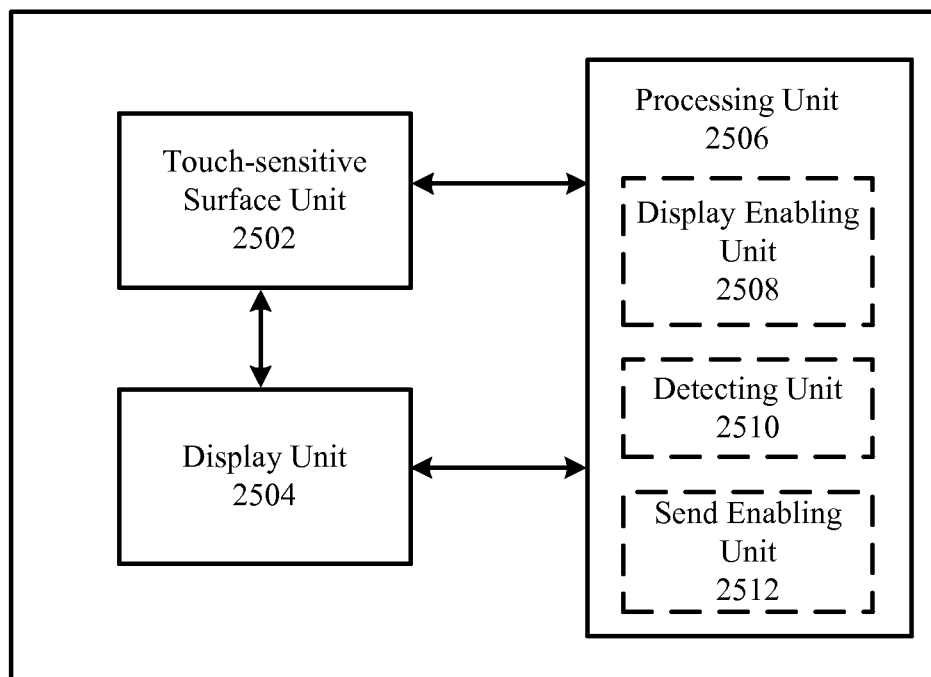 Touch-sensitive
Surface Unit
2502
Display Unit
2504
Processing Unit
2506
Display Enabling
Unit
2508
Detecting Unit
2510
Send Enabling
Unit
2512